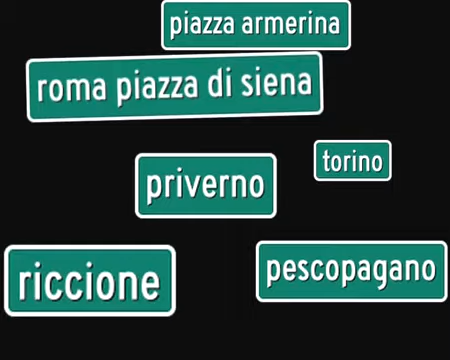 piazza armerina
roma piazza di siena
torino
priverno
pescopagano
riccione